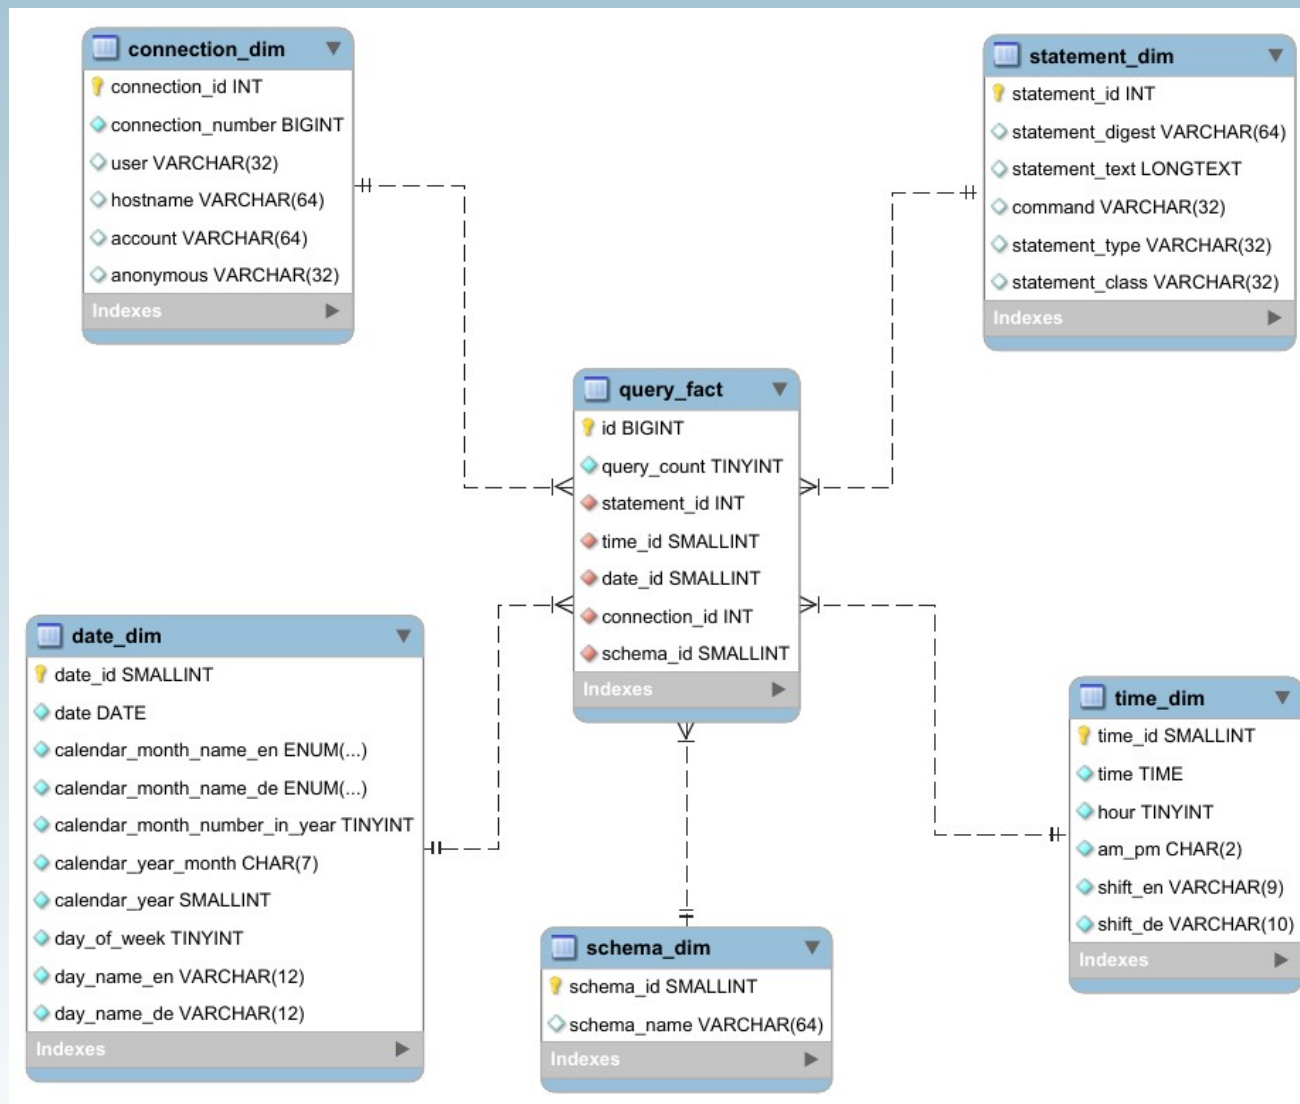 connection_dim
connection_id INT
connection_number BIGINT
user VARCHAR(32)
hostname VARCHAR(64)
account VARCHAR(64)
anonymous VARCHAR(32)
Indexes
statement_dim
statement_id INT
statement_digest VARCHAR(64)
statement_text LONGTEXT
command VARCHAR(32)
statement_type VARCHAR(32)
statement_class VARCHAR(32)
Indexes
query_fact
id BIGINT
query_count TINYINT
statement_id INT
time_id SMALLINT
date_id SMALLINT
connection_id INT
schema_id SMALLINT
Indexes
date_dim
date_id SMALLINT
date DATE
calendar_month_name_en ENUM(...)
calendar_month_name_de ENUM(...)
calendar_month_number_in_year TINYINT
calendar_year_month CHAR(7)
calendar_year SMALLINT
day_of_week TINYINT
day_name_en VARCHAR(12)
day_name_de VARCHAR(12)
Indexes
time_dim
time_id SMALLINT
time TIME
hour TINYINT
am_pm CHAR(2)
shift_en VARCHAR(9)
shift_de VARCHAR(10)
Indexes
schema_dim
schema_id SMALLINT
schema_name VARCHAR(64)
Indexes